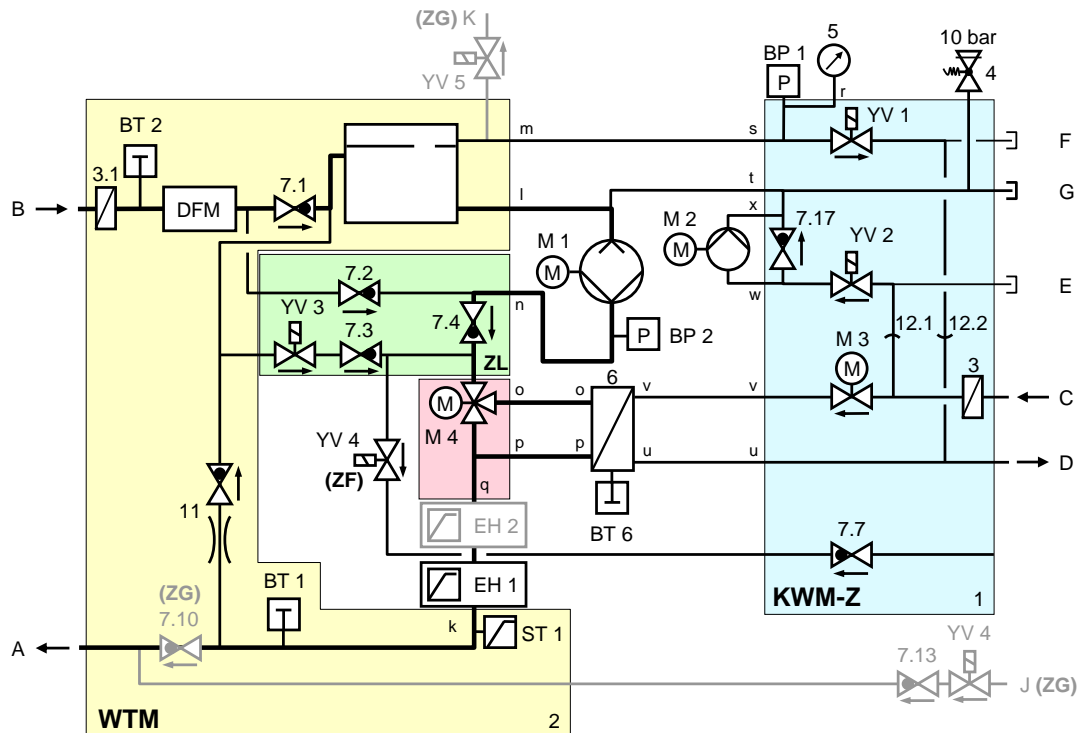 (ZG) K
YV 5
10 bar
5
BP 1
P
4
r
BT 2
YV 1
m
s
F
3.1
7.1
DFM
B
t
G
l
x
M 2
M
M 1
M
7.17
YV 2
E
w
7.2
YV 3
7.3
7.4
n
P
BP 2
12.1
12.2
M 3
M
ZL
6
3
M
M 4
o
o
v
v
C
YV 4
(ZF)
p
p
u
u
D
q
11
EH 2
BT 6
7.7
BT 1
EH 1
KWM-Z
1
(ZG)
7.10
k
ST 1
A
YV 4
7.13
J (ZG)
WTM
2